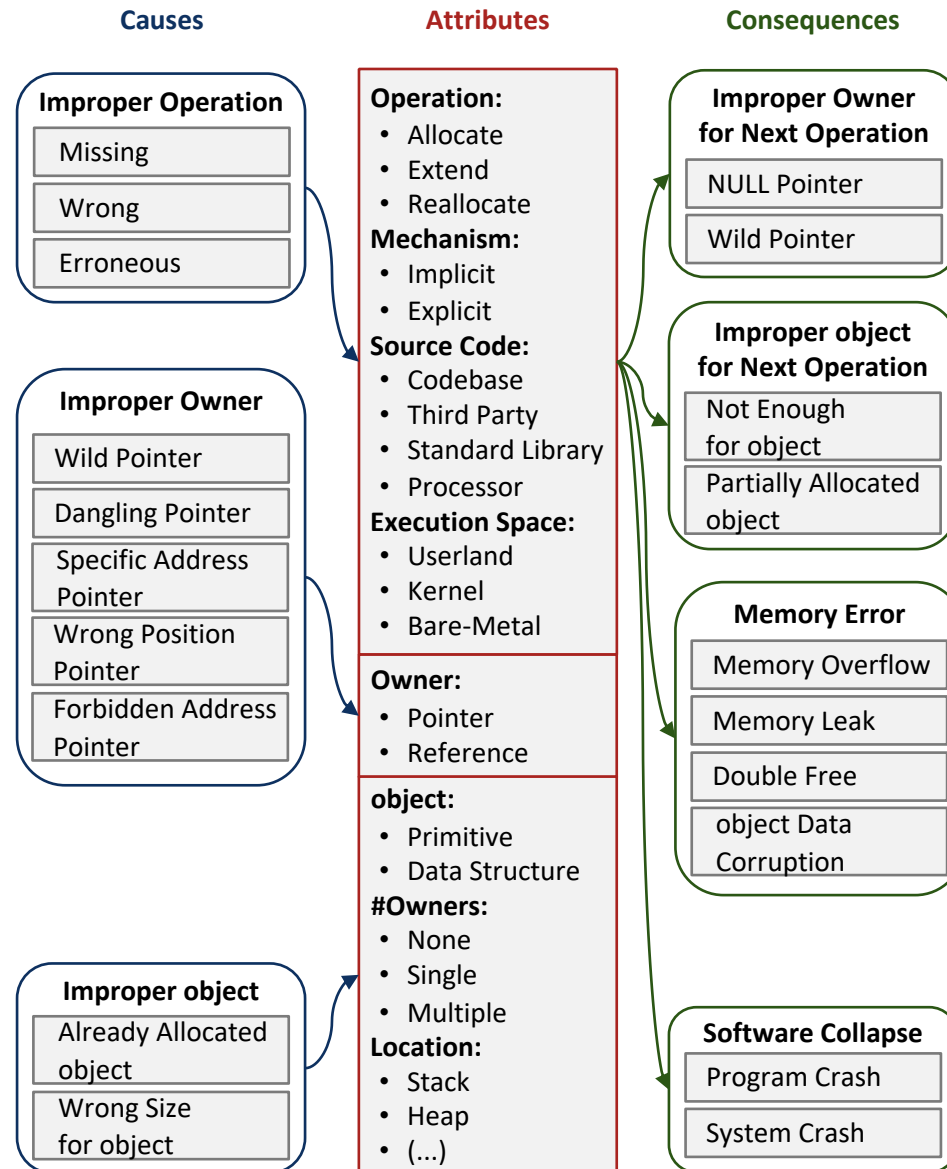 Causes
Improper Operation
Missing
Wrong
Erroneous
Improper Owner
Wild Pointer
Dangling Pointer
Specific Address
Pointer
Wrong Position
Pointer
Forbidden Address
Pointer
Improper object
Already Allocated
object
Wrong Size
for object
Attributes
Operation:
• Allocate
• Extend
• Reallocate
Mechanism:
• Implicit
• Explicit
Source Code:
• Codebase
• Third Party
• Standard Library
• Processor
Execution Space:
• Userland
• Kernel
• Bare-Metal
Owner:
• Pointer
• Reference
object:
• Primitive
• Data Structure
#Owners:
• None
• Single
• Multiple
Location:
• Stack
• Heap
• (...)
Consequences
Improper Owner
for Next Operation
NULL Pointer
Wild Pointer
Improper object
for Next Operation
Not Enough
for object
Partially Allocated
object
Memory Error
Memory Overflow
Memory Leak
Double Free
object Data
Corruption
Software Collapse
Program Crash
System Crash